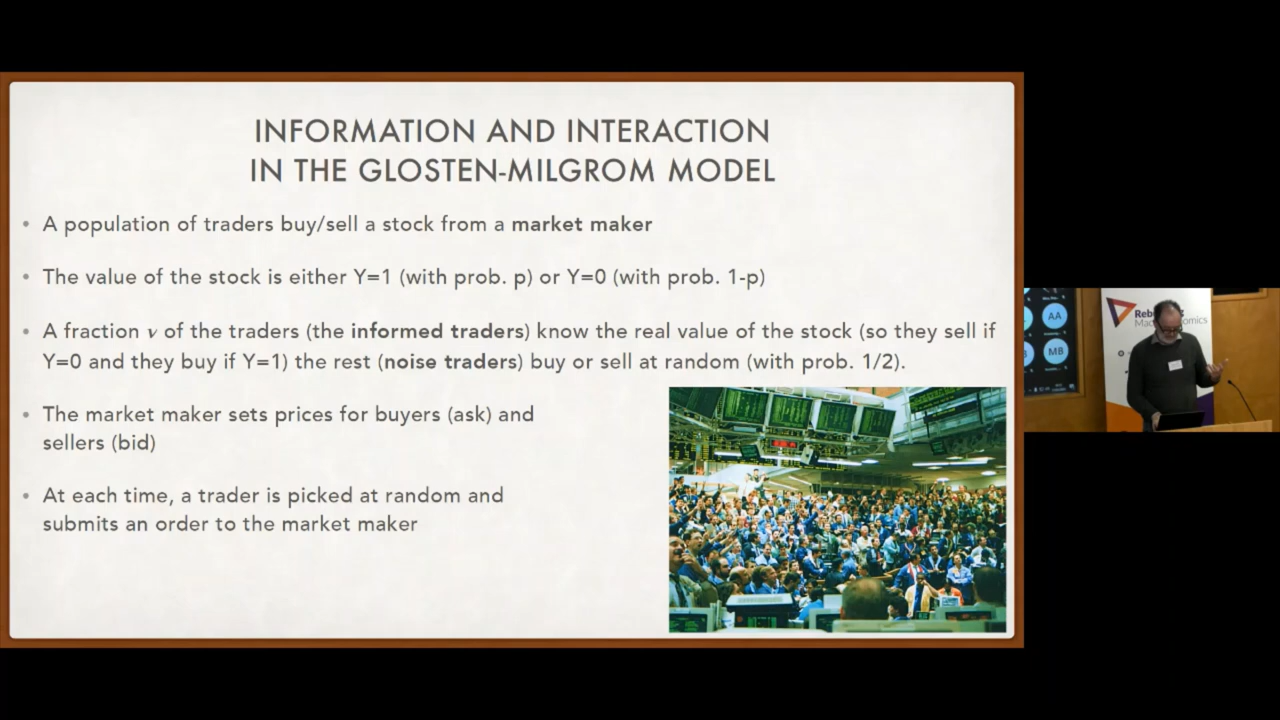 INFORMATION AND INTERACTION
IN THE GLOSTEN-MILGROM MODEL
• A population of traders buy/sell a stock from a market maker
• The value of the stock is either Y=1 (with prob. p) or Y=0 (with prob. 1-p)
• A fraction ν of the traders (the informed traders) know the real value of the stock (so they sell if
Y=0 and they buy if Y=1) the rest (noise traders) buy or sell at random (with prob. 1/2).
• The market maker sets prices for buyers (ask) and
sellers (bid)
• At each time, a trader is picked at random and
submits an order to the market maker
AA
MB